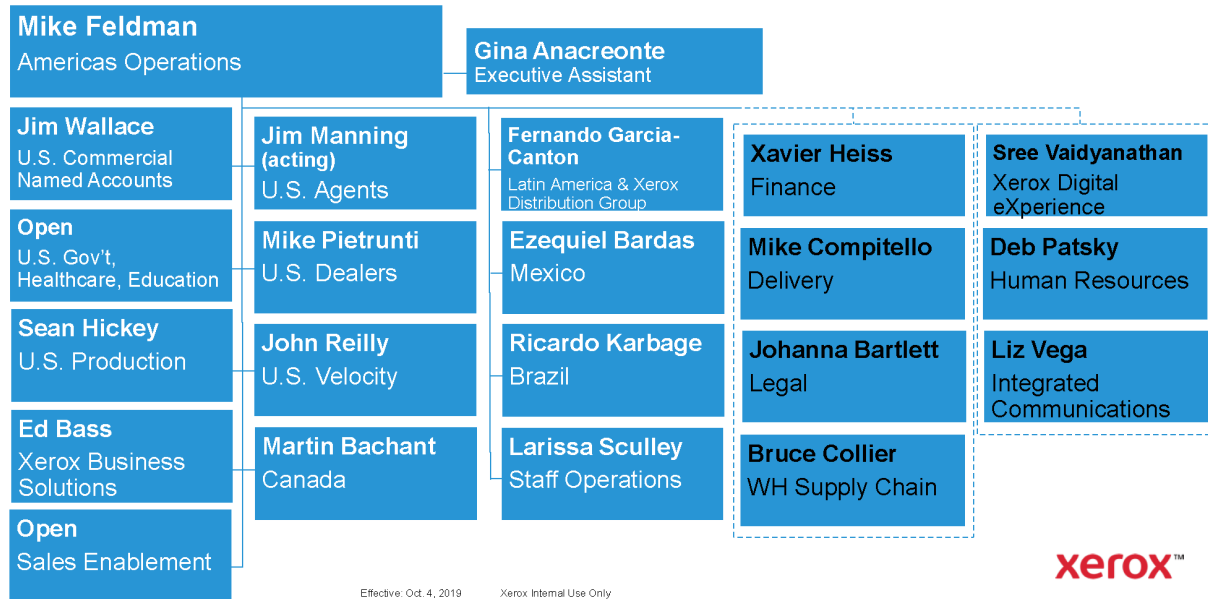 Mike Feldman
Americas Operations
Gina Anacreonte
Executive Assistant
Jim Wallace
U.S. Commercial
Named Accounts
Open
U.S. Gov't,
Healthcare, Education
Sean Hickey
U.S. Production
Ed Bass
Xerox Business
Solutions
Open
Sales Enablement
Jim Manning
(acting)
U.S. Agents
Mike Pietrunti
U.S. Dealers
John Reilly
U.S. Velocity
Martin Bachant
Canada
Fernando Garcia-
Canton
Latin America & Xerox
Distribution Group
Ezequiel Bardas
Mexico
Ricardo Karbage
Brazil
Larissa Sculley
Staff Operations
Xavier Heiss
Finance
Mike Compitello
Delivery
Johanna Bartlett
Legal
Bruce Collier
WH Supply Chain
Sree Vaidyanathan
Xerox Digital
eXperience
Deb Patsky
Human Resources
Liz Vega
Integrated
Communications
xerox™
Effective: Oct. 4, 2019 Xerox Internal Use Only